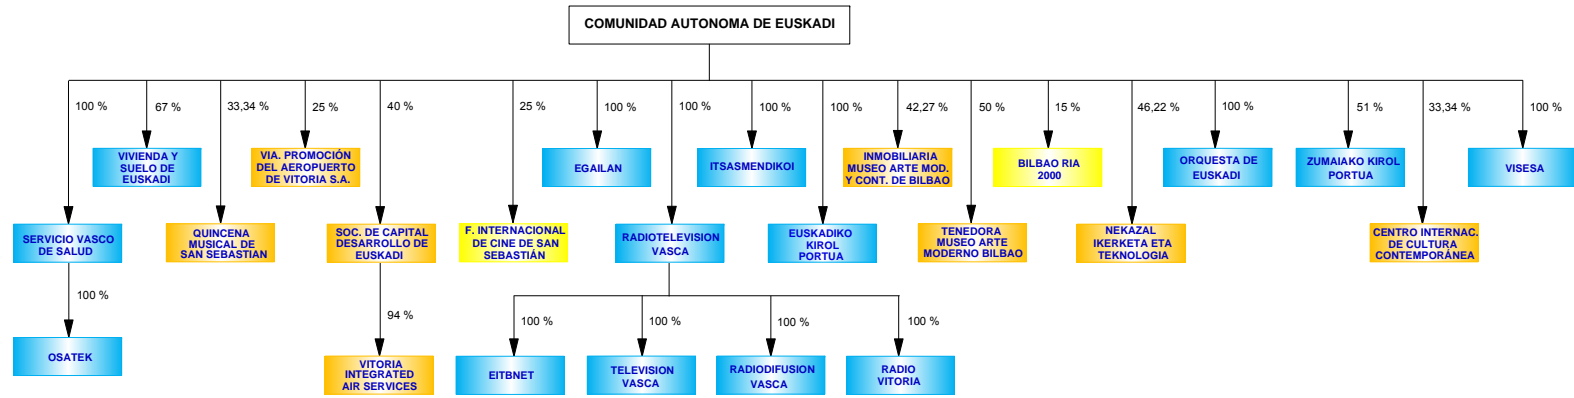 COMUNIDAD AUTONOMA DE EUSKADI
100 %
67 %
33,34 %
25 %
40 %
25 %
100 %
100 %
100 %
100 %
42,27 %
50 %
15 %
46,22 %
100 %
51 %
33,34 %
100 %
VIVIENDA Y
SUELO DE
EUSKADI
VIA. PROMOCIÓN
DEL AEROPUERTO
DE VITORIA S.A.
EGAILAN
ITSASMENDIKOI
INMOBILIARIA
MUSEO ARTE MOD.
Y CONT. DE BILBAO
BILBAO RIA
2000
ORQUESTA DE
EUSKADI
ZUMAIAKO KIROL
PORTUA
VISESA
SERVICIO VASCO
DE SALUD
QUINCENA
MUSICAL DE
SAN SEBASTIAN
SOC. DE CAPITAL
DESARROLLO DE
EUSKADI
F. INTERNACIONAL
DE CINE DE SAN
SEBASTIÁN
RADIOTELEVISION
VASCA
EUSKADIKO
KIROL
PORTUA
TENEDORA
MUSEO ARTE
MODERNO BILBAO
NEKAZAL
IKERKETA ETA
TEKNOLOGIA
CENTRO INTERNAC.
DE CULTURA
CONTEMPORÁNEA
100 %
94 %
100 %
100 %
100 %
100 %
OSATEK
VITORIA
INTEGRATED
AIR SERVICES
EITBNET
TELEVISION
VASCA
RADIODIFUSION
VASCA
RADIO
VITORIA